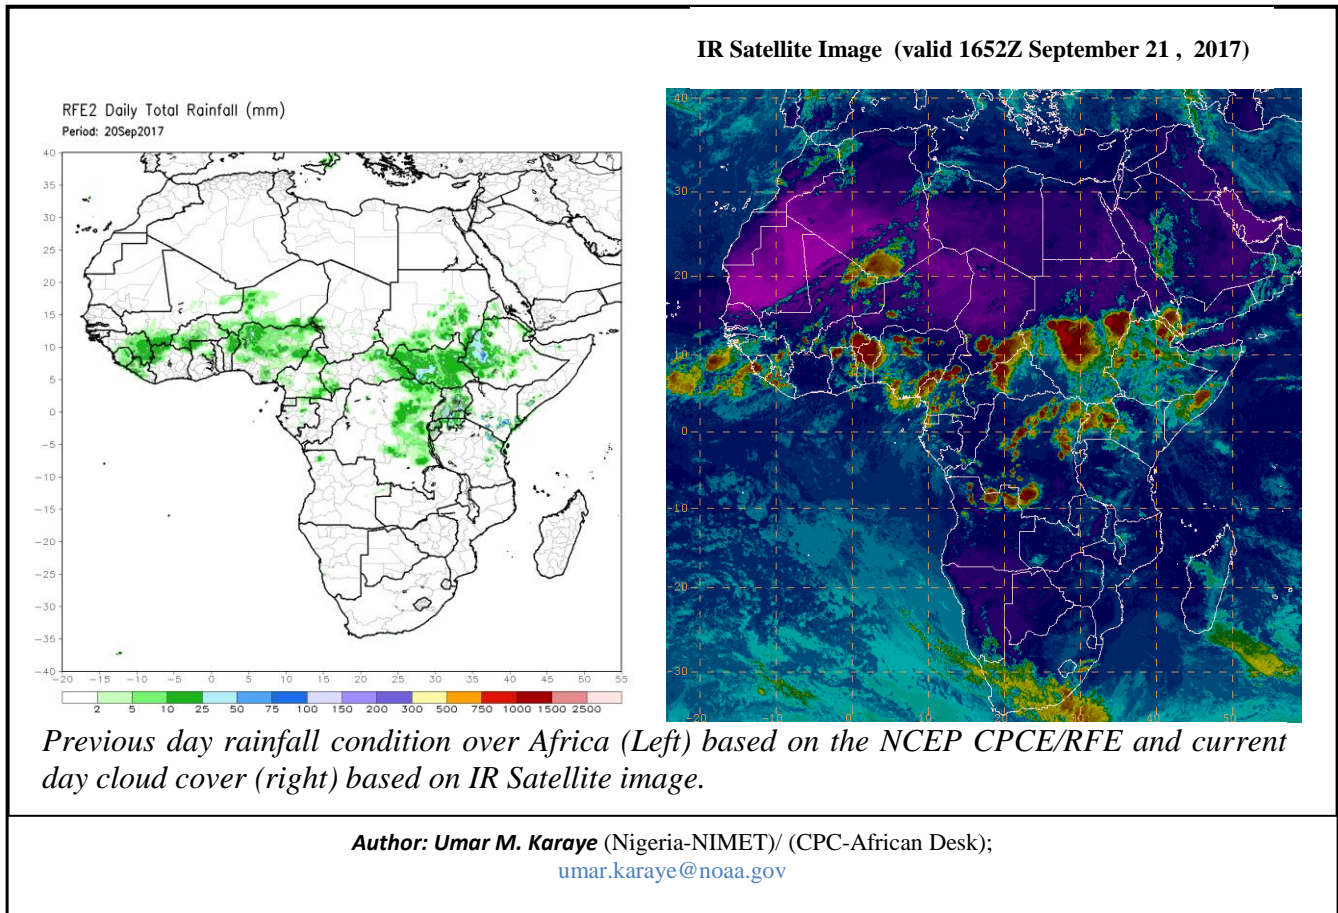 IR Satellite Image (valid 1652Z September 21 , 2017)
RFE2 Daily Total Rainfall (mm)
Period: 20Sep2017
40
35
30
25
20
15
10
5
0
-5
-10
-15
-20
-25
-30
-35
-40
-20 -15 -10 -5 0 5 10 15 20 25 30 35 40 45 50 55
2 5 10 25 50 75 100 150 200 300 500 750 1000 1500 2500
40
30
20
10
0
-10
-20
-30
-20 -10 0 10 20 30 40 50
Previous day rainfall condition over Africa (Left) based on the NCEP CPCE/RFE and current
day cloud cover (right) based on IR Satellite image.
Author: Umar M. Karaye (Nigeria-NIMET)/ (CPC-African Desk);
umar.karaye@noaa.gov